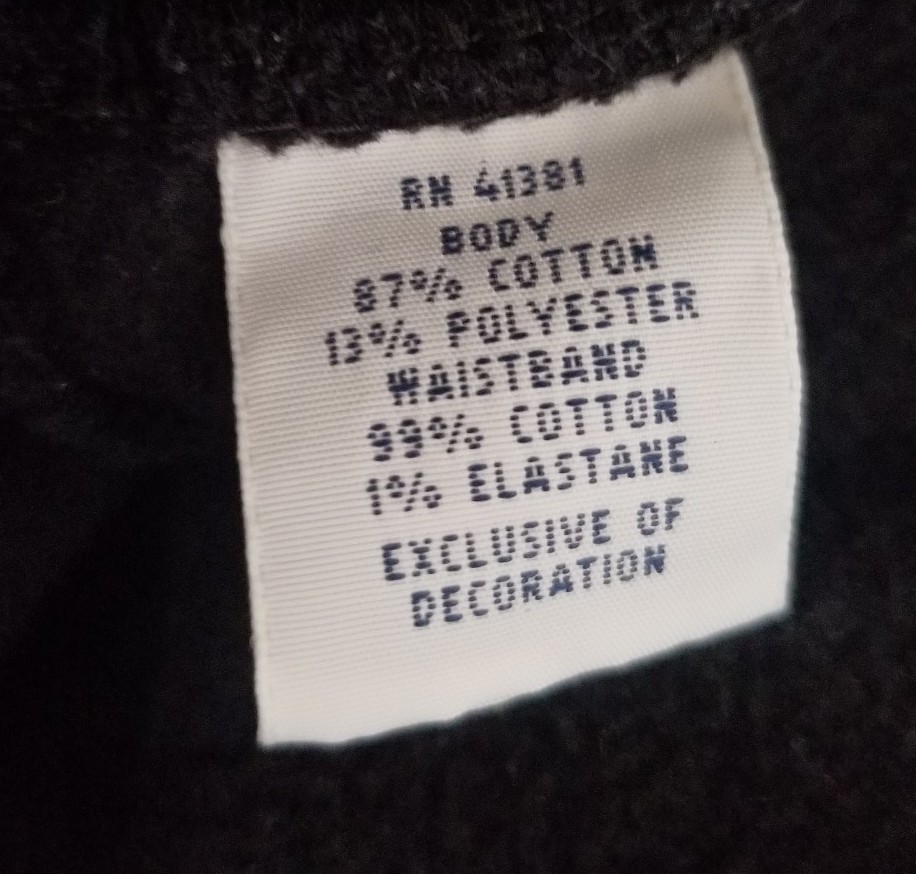 RN 41381
BODY
87% COTTON
13% POLYESTER
WAISTBAND
99% COTTON
1% ELASTANE
EXCLUSIVE OF
DECORATION